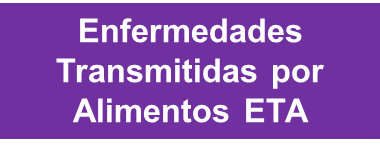 Enfermedades
Transmitidas por
Alimentos ETA